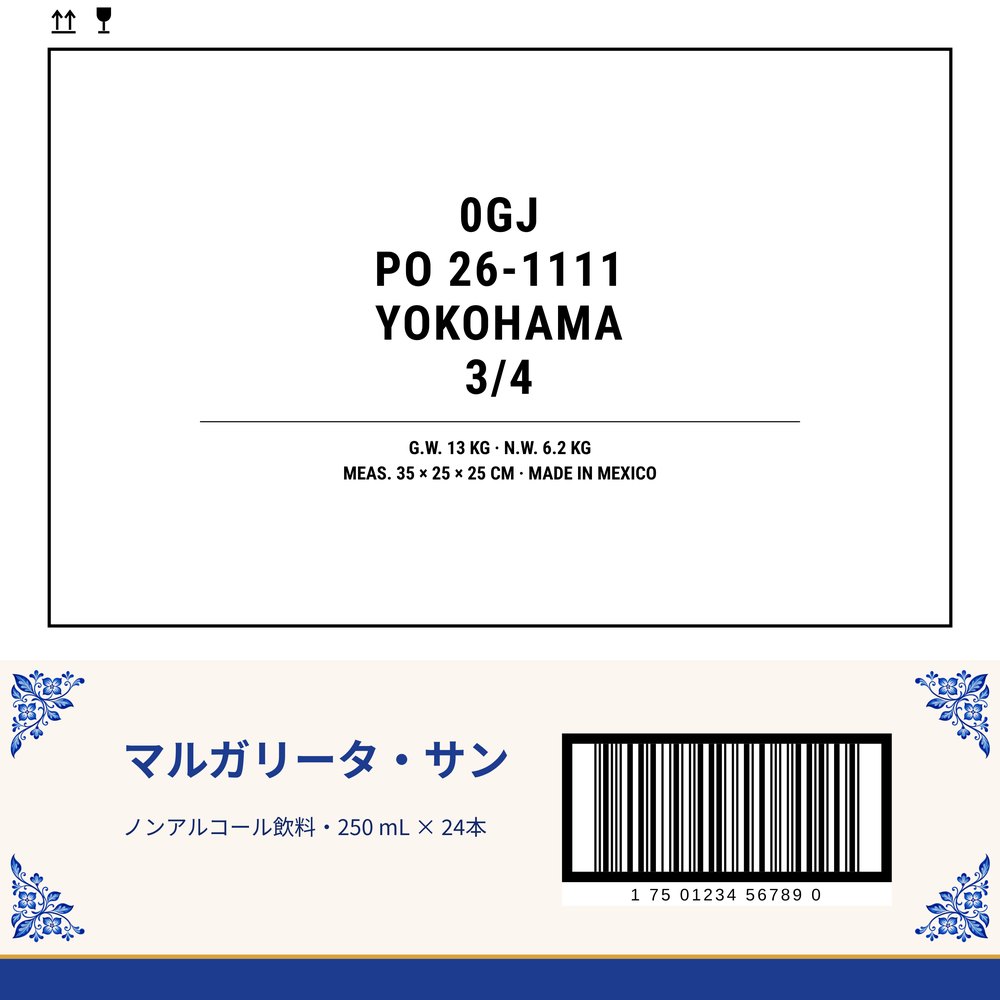 0GJ
PO 26-1111
YOKOHAMA
3/4
G.W. 13 KG · N.W. 6.2 KG
MEAS. 35 × 25 × 25 CM · MADE IN MEXICO
マルガリータ・サン
ノンアルコール飲料・250 mL × 24本
1 75 01234 56789 0